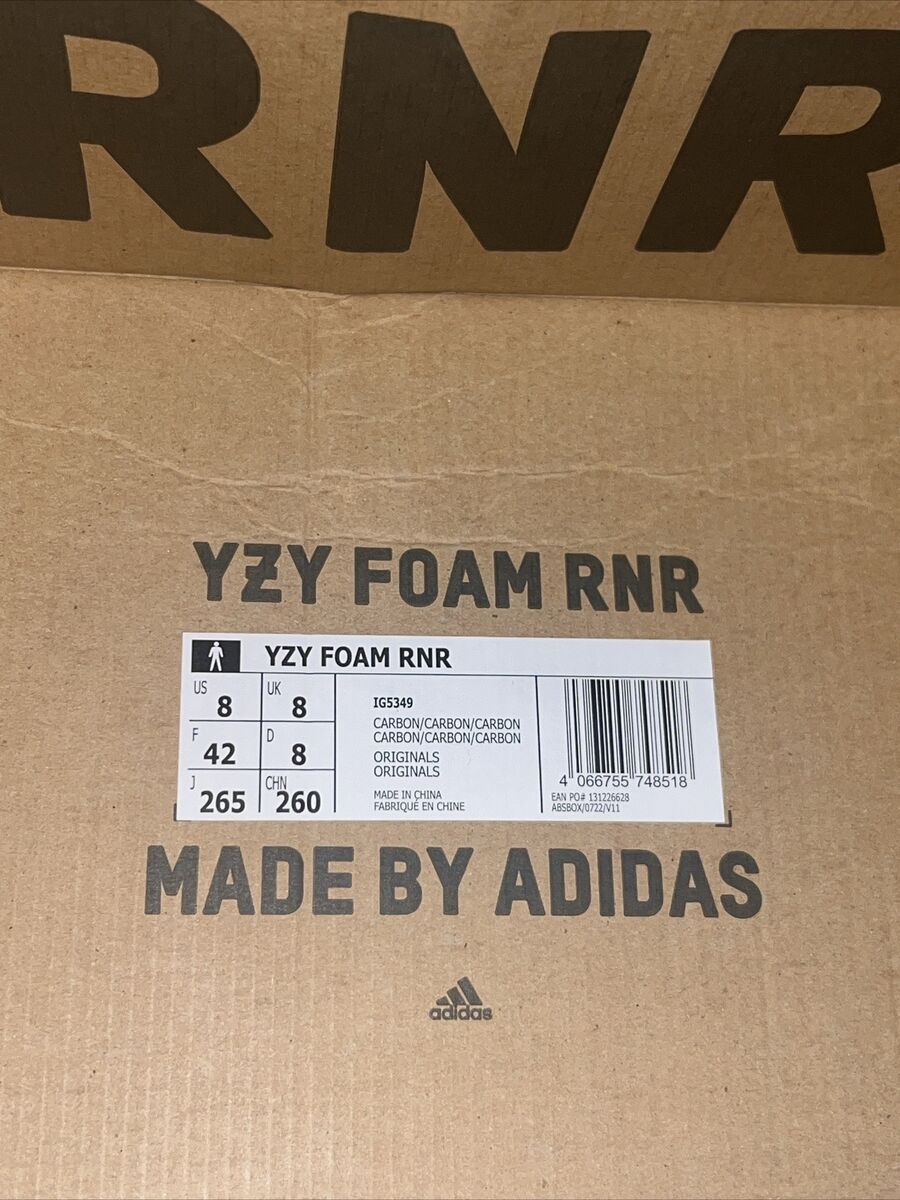 RNR
YZY FOAM RNR
YZY FOAM RNR
US 8 UK 8
F 42 D 8
J 265 CHN 260
IG5349
CARBON/CARBON/CARBON
CARBON/CARBON/CARBON
ORIGINALS
ORIGINALS
MADE IN CHINA
FABRIQUÉ EN CHINE
4 066755 748518
EAN PO# 131226628
ABSBOX/0722/V11
MADE BY ADIDAS
adidas